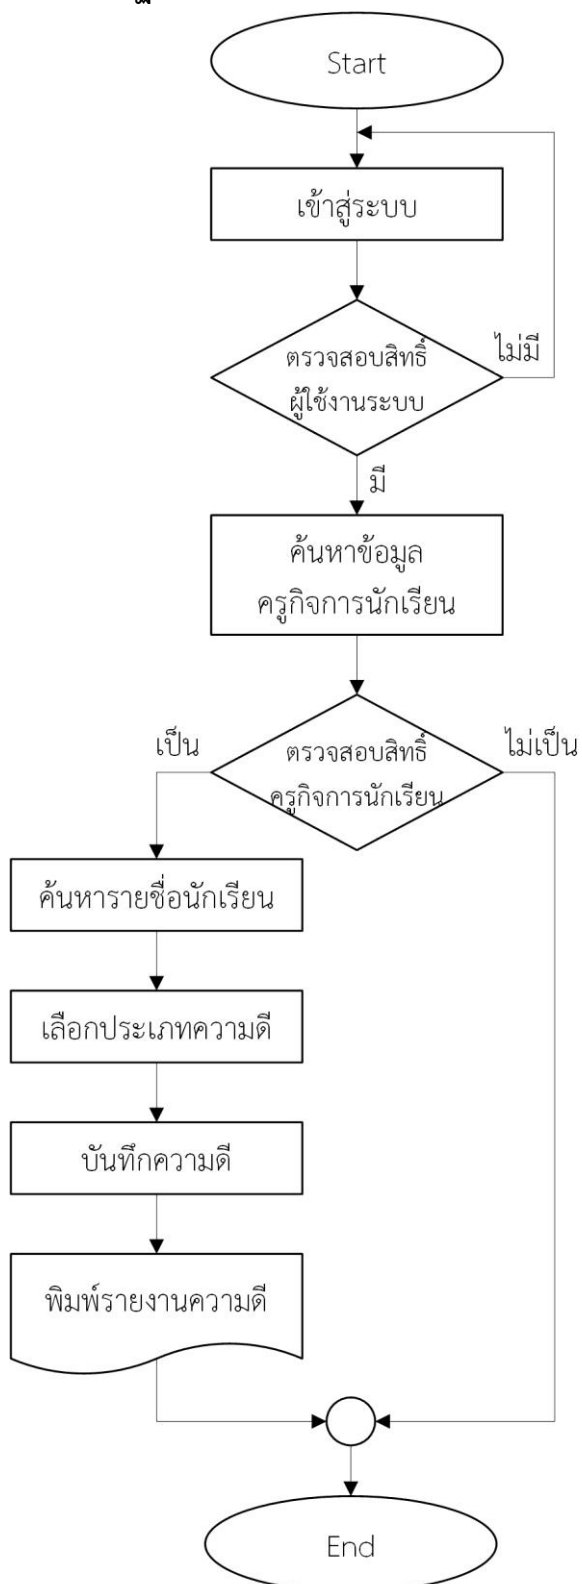 Start
เข้าสู่ระบบ
ตรวจสอบสิทธิ์
ผู้ใช้งานระบบ
ไม่มี
มี
ค้นหาข้อมูล
ครูกิจการนักเรียน
เป็น
ตรวจสอบสิทธิ์
ครูกิจการนักเรียน
ไม่เป็น
ค้นหารายชื่อนักเรียน
เลือกประเภทความดี
บันทึกความดี
พิมพ์รายงานความดี
End